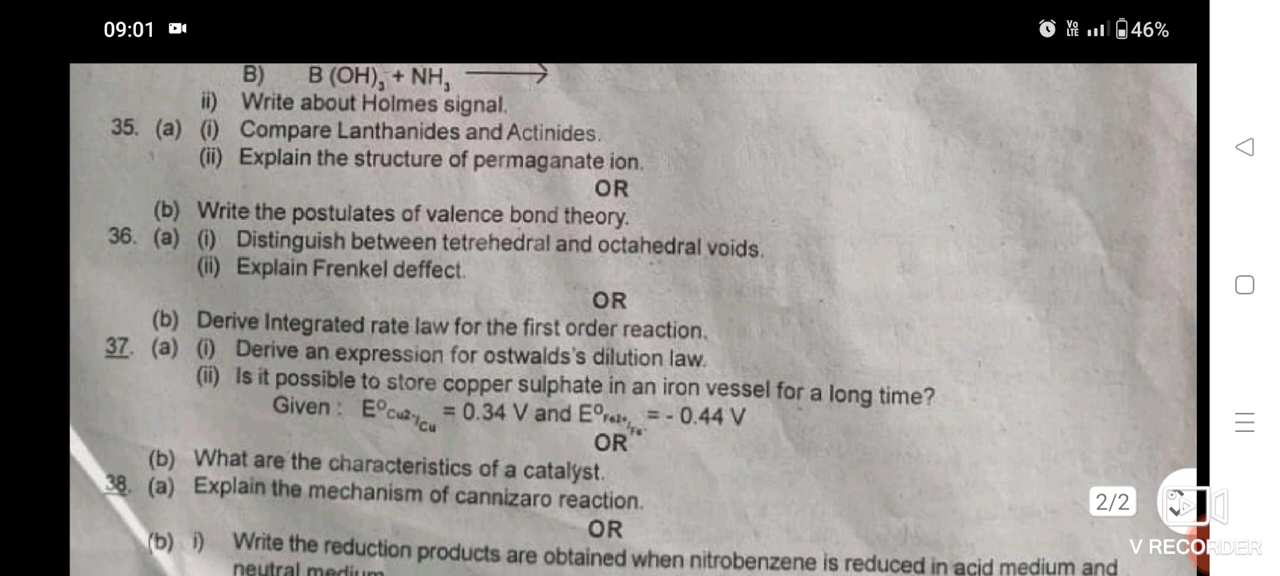 09:01 Vo LTE 46%
B) B (OH)₃ + NH₃ ⟶
ii) Write about Holmes signal.
35. (a) (i) Compare Lanthanides and Actinides.
(ii) Explain the structure of permaganate ion.
OR
(b) Write the postulates of valence bond theory.
36. (a) (i) Distinguish between tetrehedral and octahedral voids.
(ii) Explain Frenkel deffect.
OR
(b) Derive Integrated rate law for the first order reaction.
37. (a) (i) Derive an expression for ostwalds's dilution law.
(ii) Is it possible to store copper sulphate in an iron vessel for a long time?
Given : E⁰Cu2+/Cu = 0.34 V and E⁰Fe2+/Fe = - 0.44 V
OR
(b) What are the characteristics of a catalyst.
38. (a) Explain the mechanism of cannizaro reaction.
2/2
OR
(b) i) Write the reduction products are obtained when nitrobenzene is reduced in acid medium and
V RECORDER
neutral medium